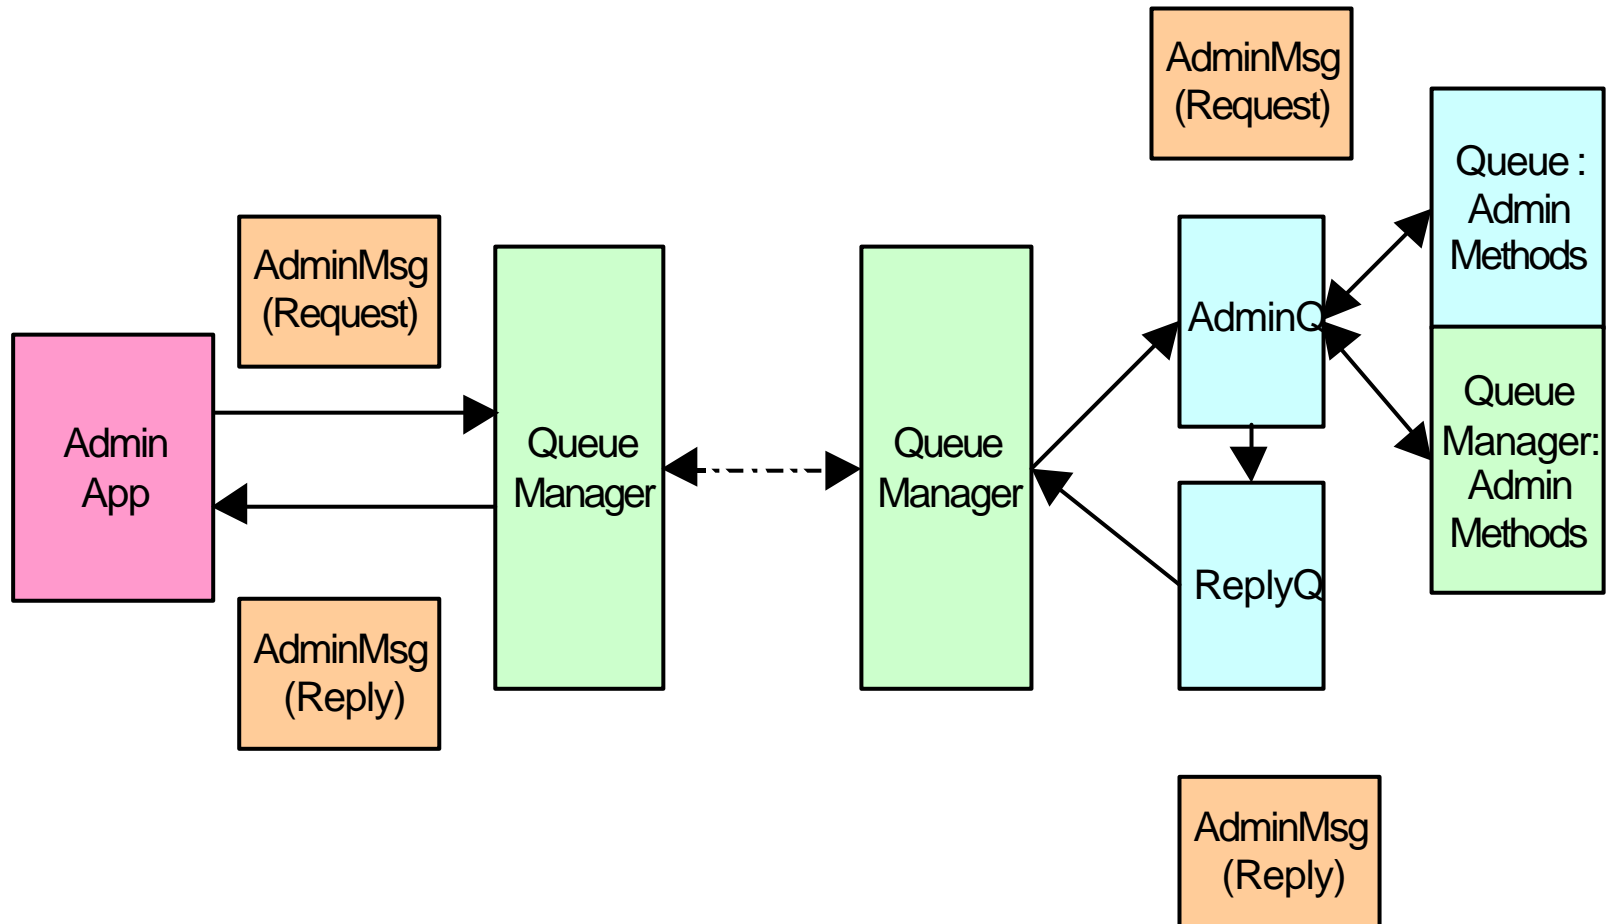 AdminMsg
(Request)
Queue :
Admin
Methods
AdminMsg
(Request)
AdminQ
Admin
App
Queue
Manager
Queue
Manager
Queue
Manager:
Admin
Methods
ReplyQ
AdminMsg
(Reply)
AdminMsg
(Reply)